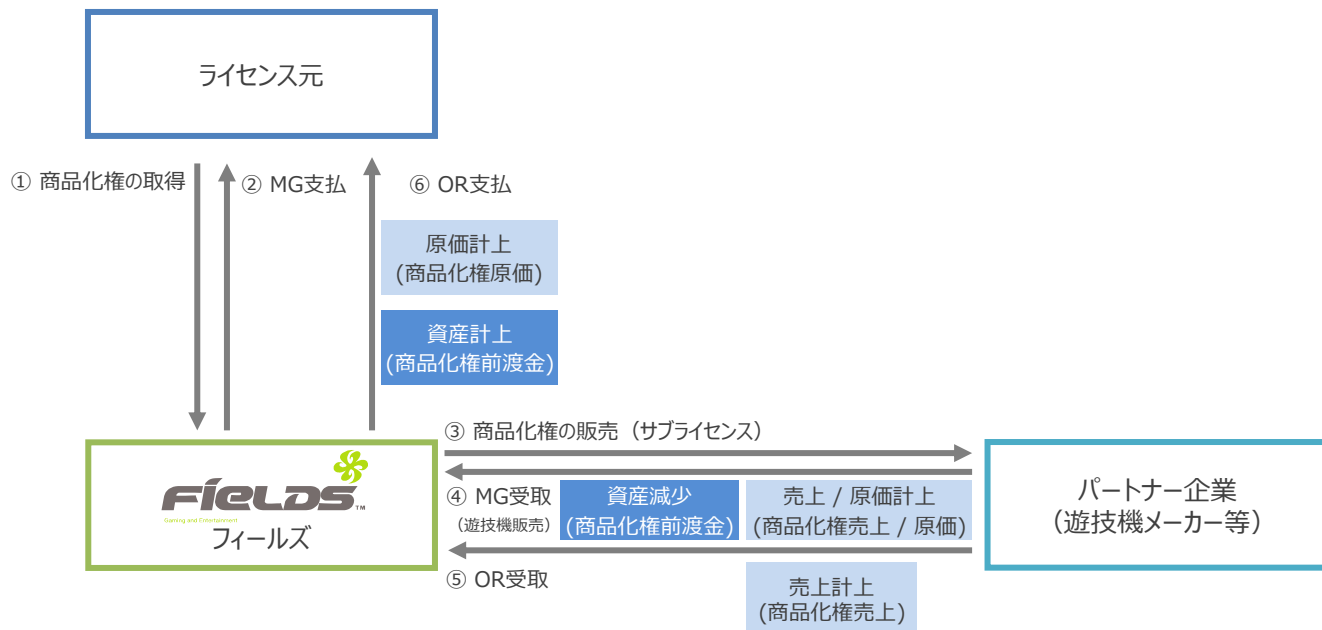 ライセンス元
① 商品化権の取得
② MG支払
⑥ OR支払
原価計上
(商品化権原価)
資産計上
(商品化権前渡金)
③ 商品化権の販売（サブライセンス）
FIELDS™
Gaming and Entertainment
フィールズ
④ MG受取
（遊技機販売）
資産減少
(商品化権前渡金)
売上 / 原価計上
(商品化権売上 / 原価)
パートナー企業
（遊技機メーカー等）
⑤ OR受取
売上計上
(商品化権売上)